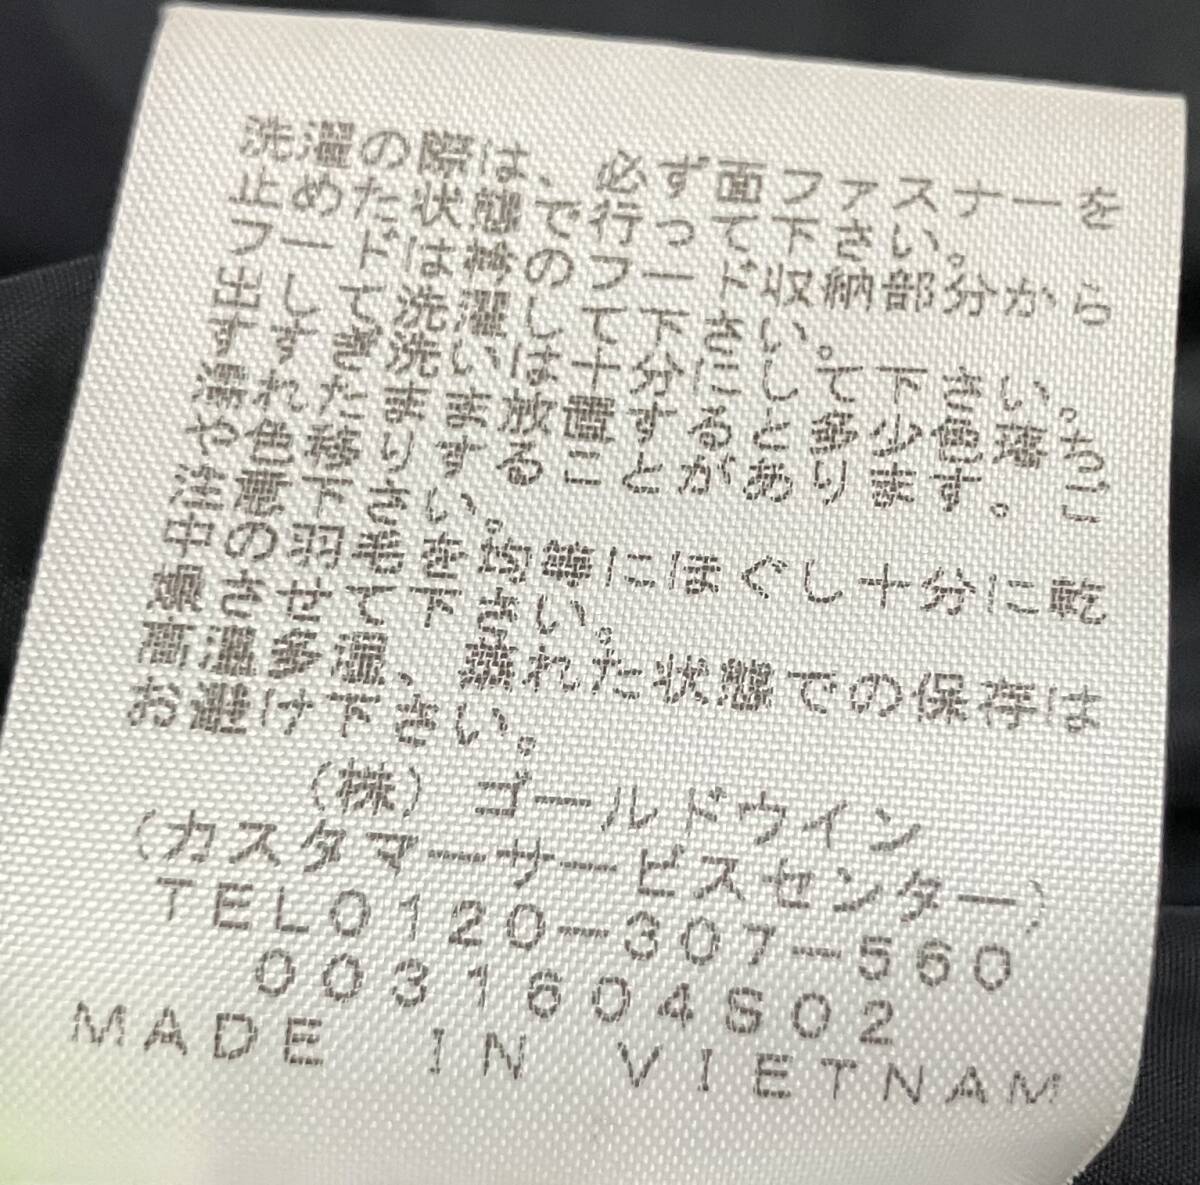 洗濯の際は、必ず面ファスナーを
止めた状態で行って下さい。
フードは衿のフード収納部分から
出して洗濯して下さい。
すすぎ洗いは十分にして下さい。
濡れたまま放置すると多少色落ち
や色移りすることがあります。ご
注意下さい。
中の羽毛を均等にほぐし十分に乾
燥させて下さい。
高温多湿、蒸れた状態での保存は
お避け下さい。
(株)ゴールドウイン
(カスタマーサービスセンター)
TEL0120-307-560
0031604S02
MADE IN VIETNAM